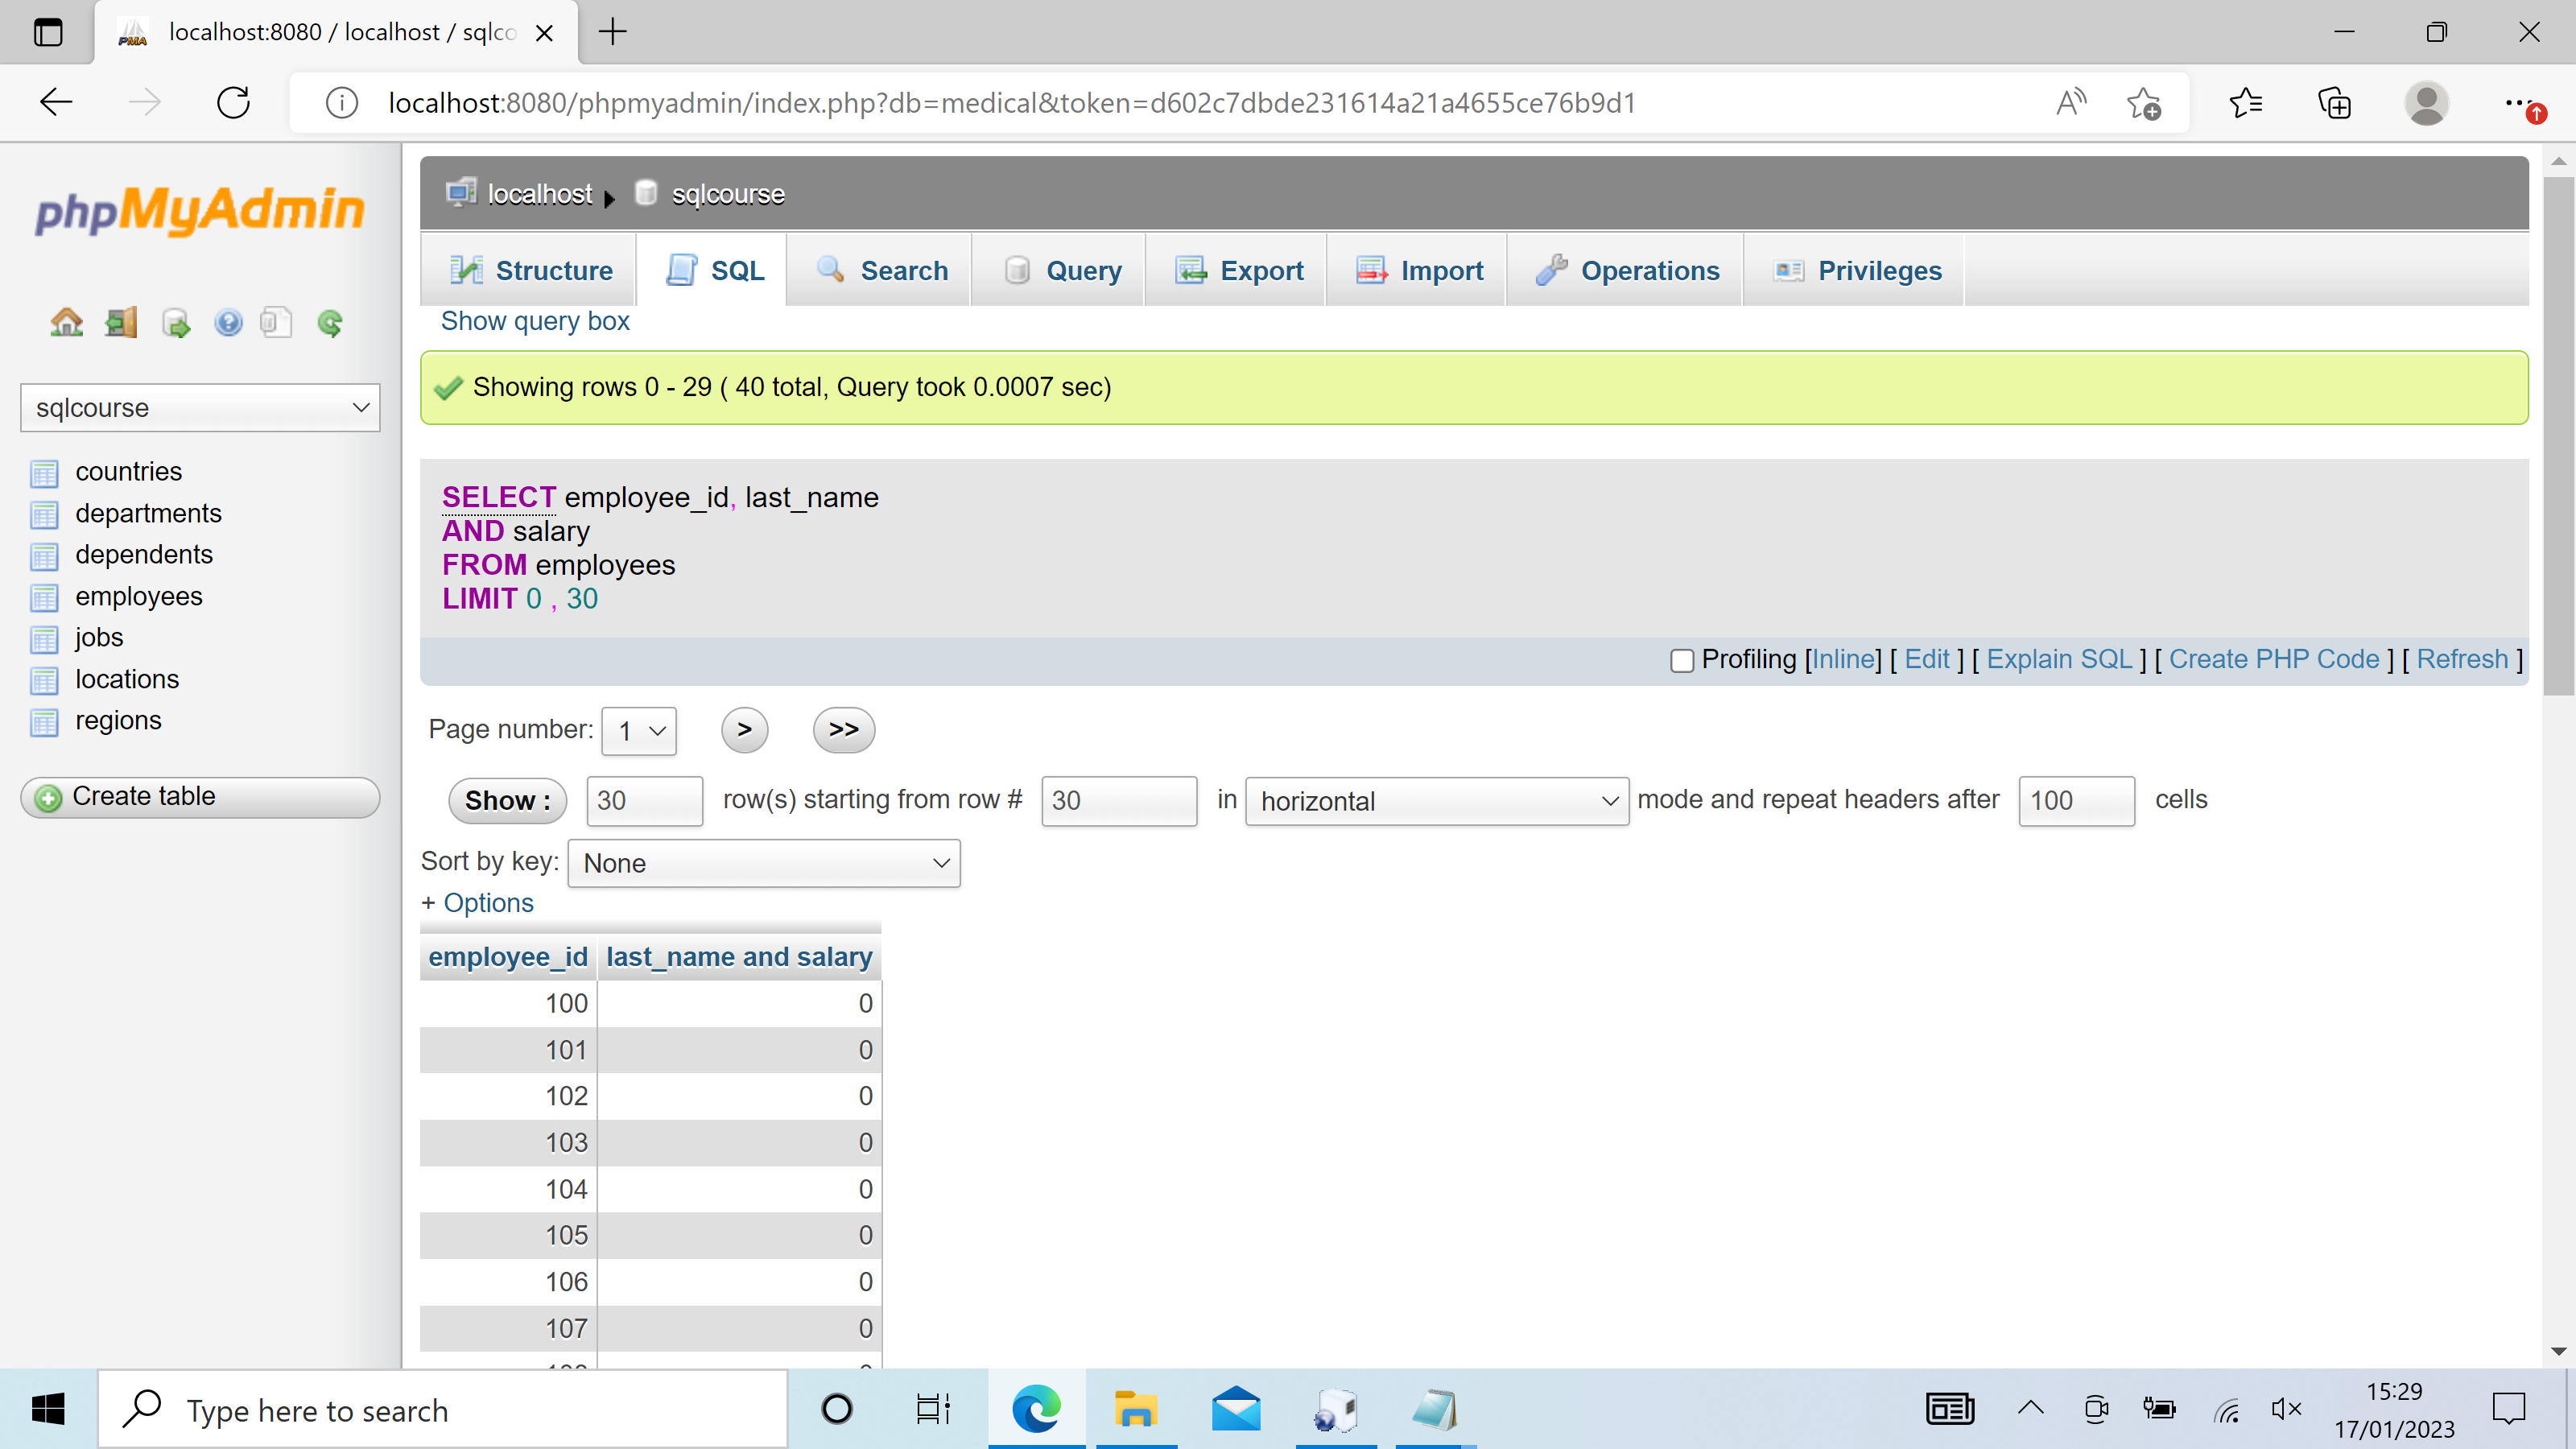 localhost:8080 / localhost / sqlco
localhost:8080/phpmyadmin/index.php?db=medical&token=d602c7dbde231614a21a4655ce76b9d1
phpMyAdmin
sqlcourse
countries
departments
dependents
employees
jobs
locations
regions
Create table
localhost sqlcourse
Structure SQL Search Query Export Import Operations Privileges
Show query box
Showing rows 0 - 29 ( 40 total, Query took 0.0007 sec)
SELECT employee_id, last_name
AND salary
FROM employees
LIMIT 0 , 30
Profiling [Inline] [ Edit ] [ Explain SQL ] [ Create PHP Code ] [ Refresh ]
Page number: 1 > >>
Show : 30 row(s) starting from row # 30 in horizontal mode and repeat headers after 100 cells
Sort by key: None
+ Options
employee_id last_name and salary
100 0
101 0
102 0
103 0
104 0
105 0
106 0
107 0
Type here to search
15:29
17/01/2023